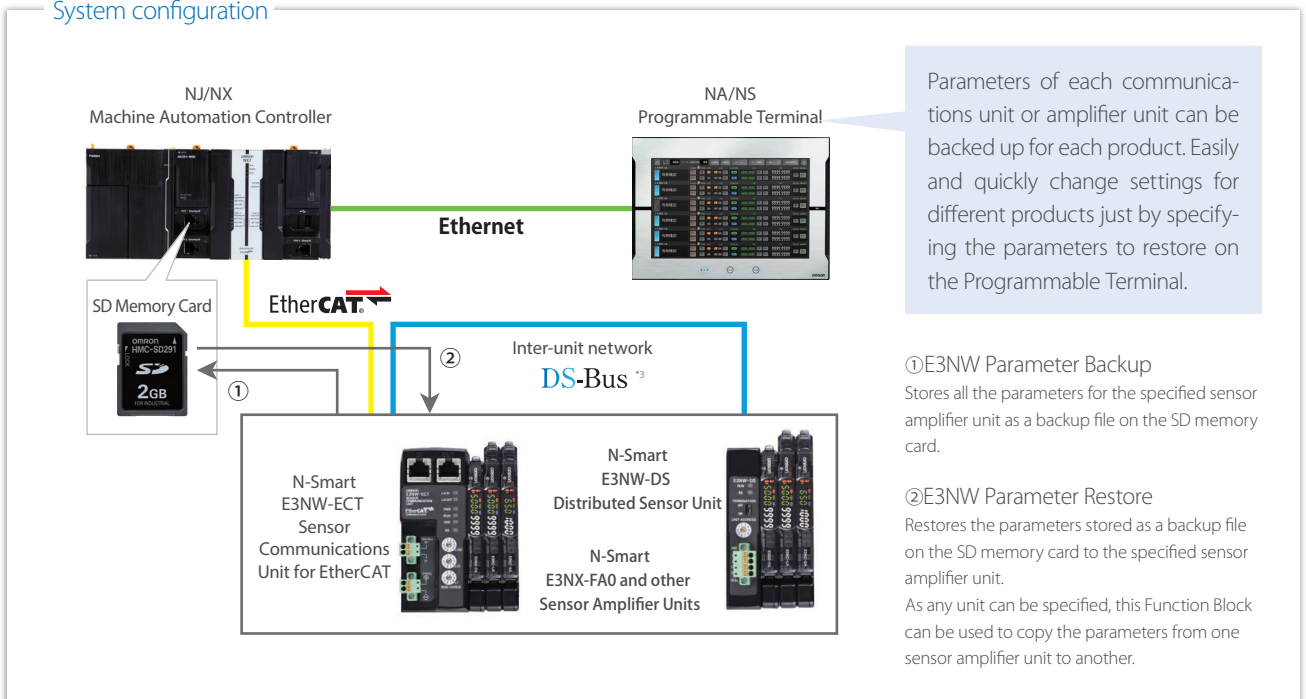 System configuration
NJ/NX
Machine Automation Controller
NA/NS
Programmable Terminal
Parameters of each communica-
tions unit or amplifier unit can be
backed up for each product. Easily
and quickly change settings for
different products just by specify-
ing the parameters to restore on
the Programmable Terminal.
Ethernet
SD Memory Card
EtherCAT®
OMRON
HMC-SD291
LOCK
SD
2GB
FOR INDUSTRIAL
①
②
Inter-unit network
DS-Bus *3
N-Smart
E3NW-ECT
Sensor
Communications
Unit for EtherCAT
E3NW-ECT
EtherCAT
N-Smart
E3NW-DS
Distributed Sensor Unit
N-Smart
E3NX-FA0 and other
Sensor Amplifier Units
E3NW-DS
①E3NW Parameter Backup
Stores all the parameters for the specified sensor
amplifier unit as a backup file on the SD memory
card.
②E3NW Parameter Restore
Restores the parameters stored as a backup file
on the SD memory card to the specified sensor
amplifier unit.
As any unit can be specified, this Function Block
can be used to copy the parameters from one
sensor amplifier unit to another.